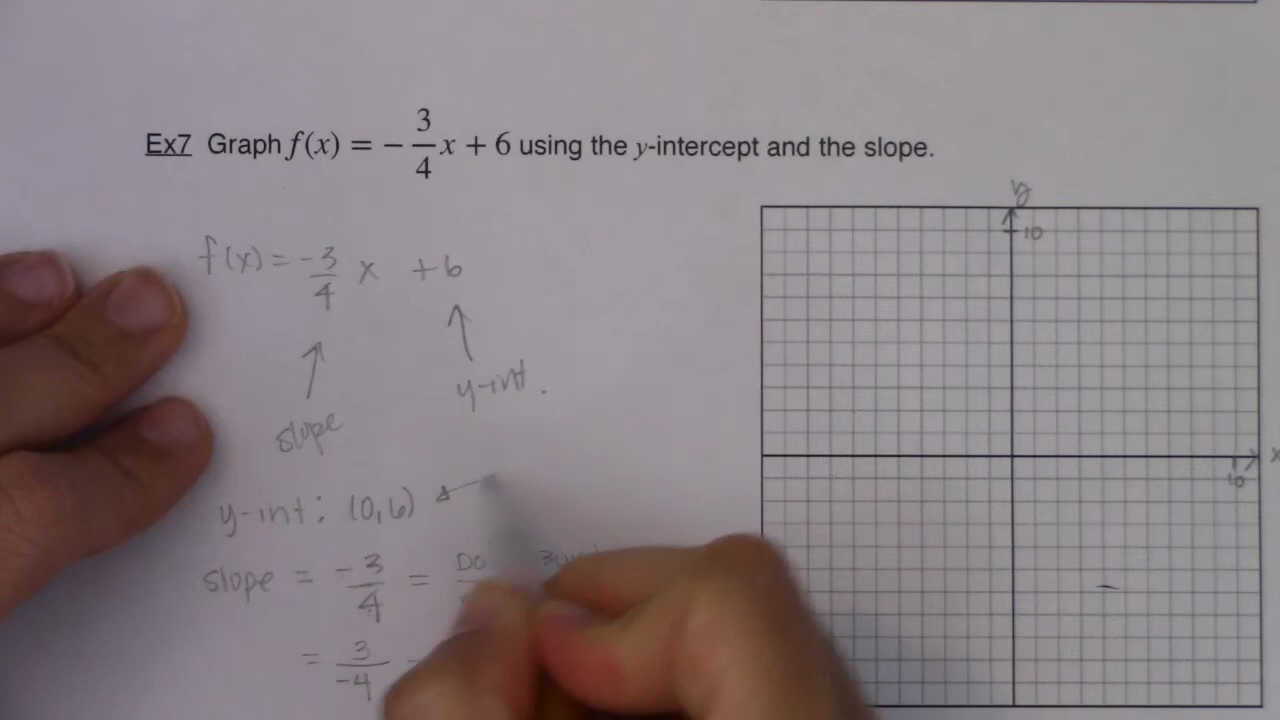 Ex7 Graph f(x) = -3/4 x + 6 using the y-intercept and the slope.
y
10
f(x) = -3/4 x + 6
y-int.
slope
x
10
y-int: (0,6)
slope = -3/4 = Do
= 3/-4